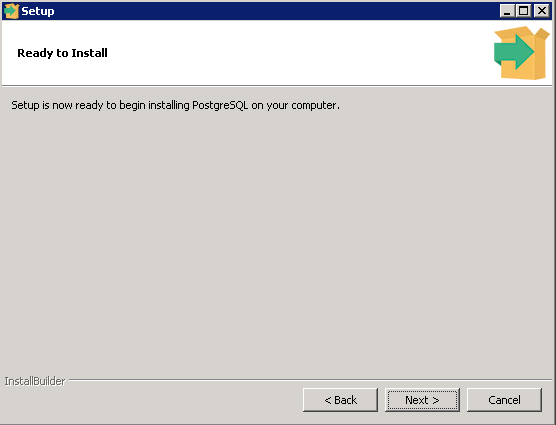 Setup
Ready to Install
Setup is now ready to begin installing PostgreSQL on your computer.
InstallBuilder
< Back
Next >
Cancel